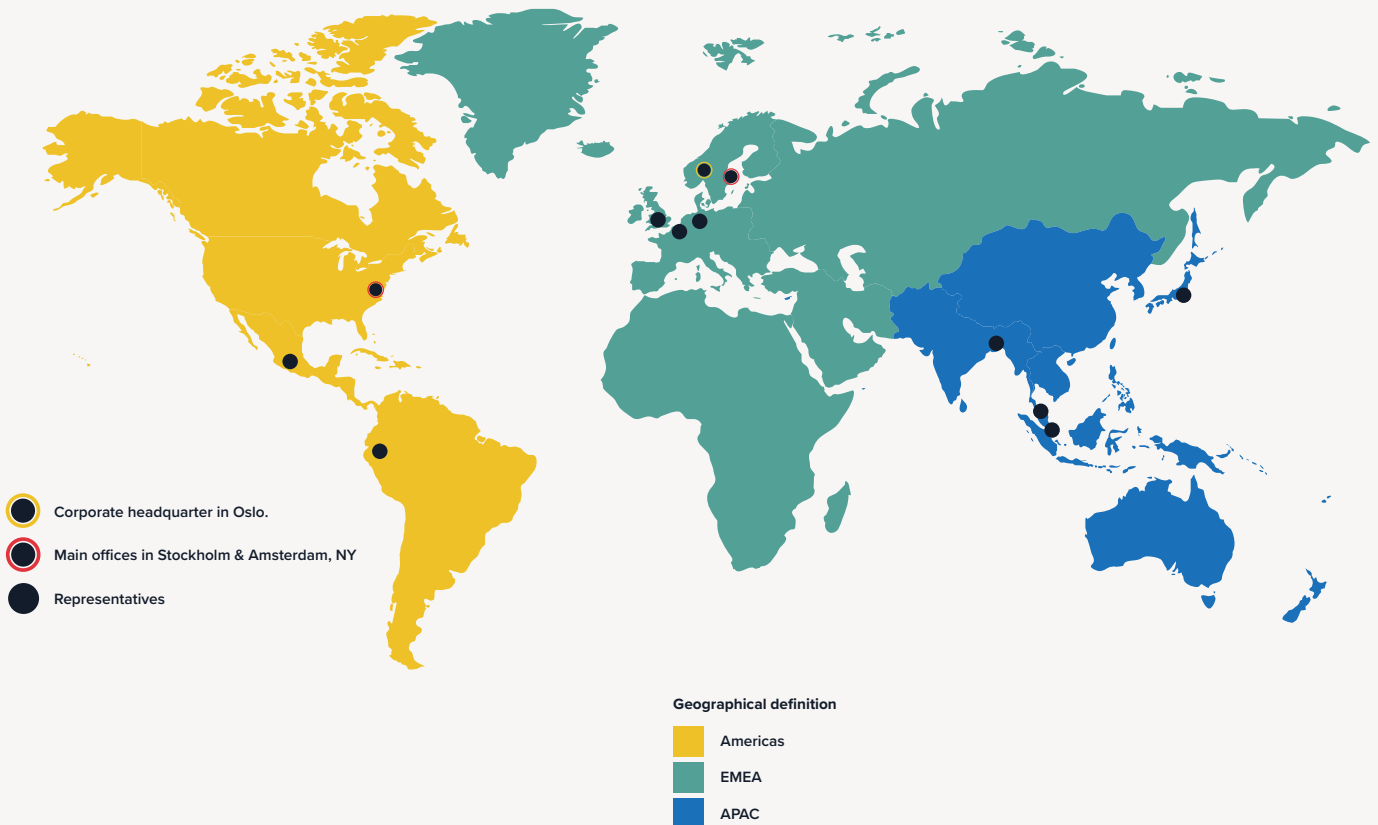 Corporate headquarter in Oslo.
Main offices in Stockholm & Amsterdam, NY
Representatives
Geographical definition
Americas
EMEA
APAC